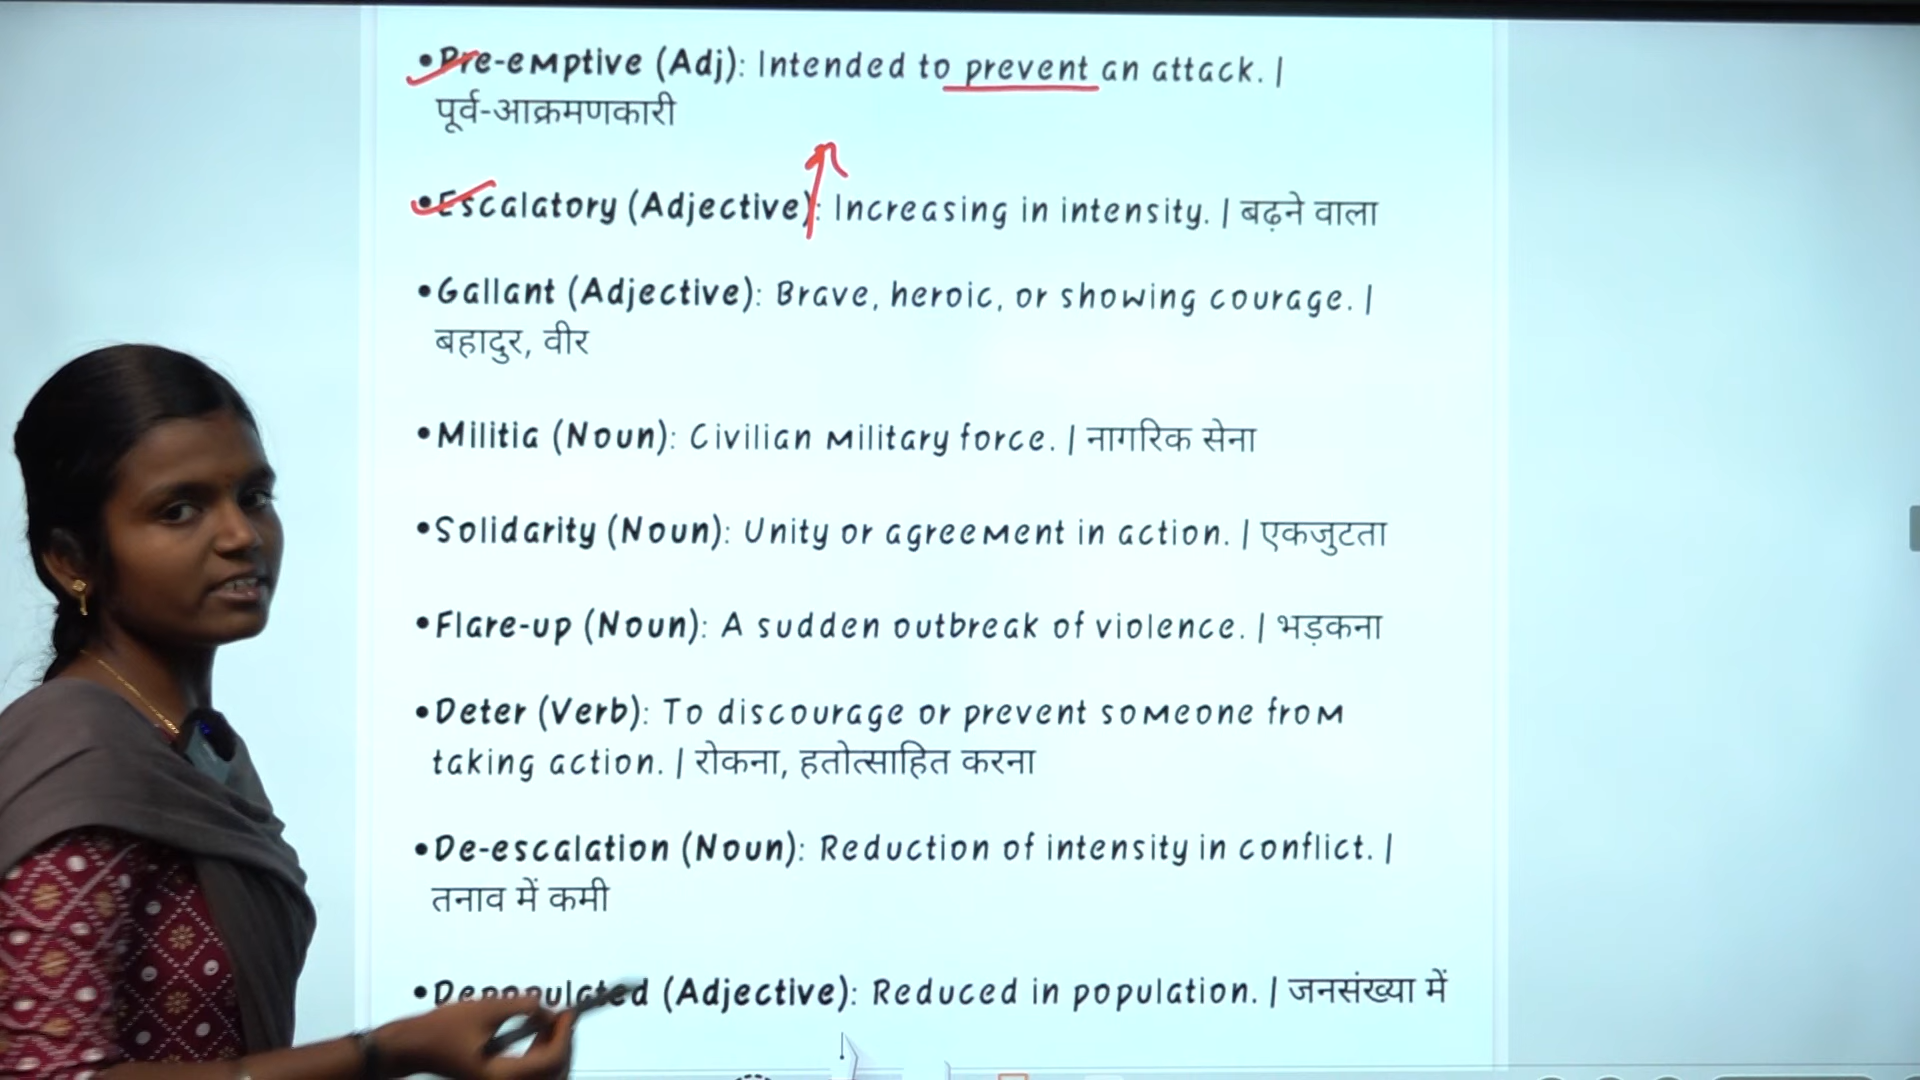 •Pre-emptive (Adj): Intended to prevent an attack. |
पूर्व-आक्रमणकारी
•Escalatory (Adjective): Increasing in intensity. | बढ़ने वाला
•Gallant (Adjective): Brave, heroic, or showing courage. |
बहादुर, वीर
•Militia (Noun): Civilian military force. | नागरिक सेना
•Solidarity (Noun): Unity or agreement in action. | एकजुटता
•Flare-up (Noun): A sudden outbreak of violence. | भड़कना
•Deter (Verb): To discourage or prevent someone from
taking action. | रोकना, हतोत्साहित करना
•De-escalation (Noun): Reduction of intensity in conflict. |
तनाव में कमी
•Depopulated (Adjective): Reduced in population. | जनसंख्या में